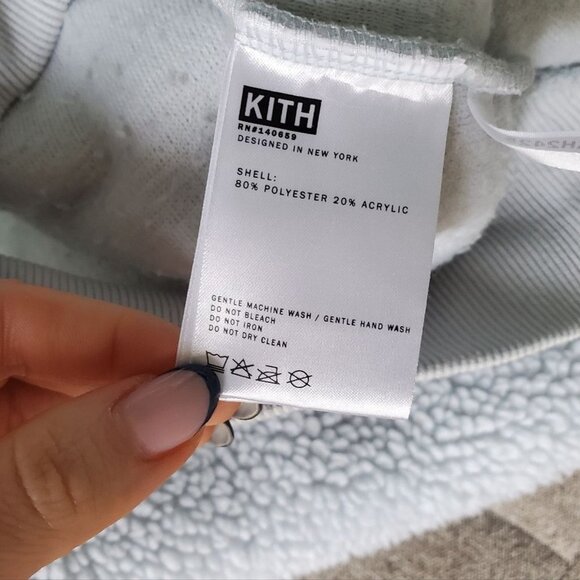 KITH
RN#140659
DESIGNED IN NEW YORK
SHELL:
80% POLYESTER 20% ACRYLIC
GENTLE MACHINE WASH / GENTLE HAND WASH
DO NOT BLEACH
DO NOT IRON
DO NOT DRY CLEAN